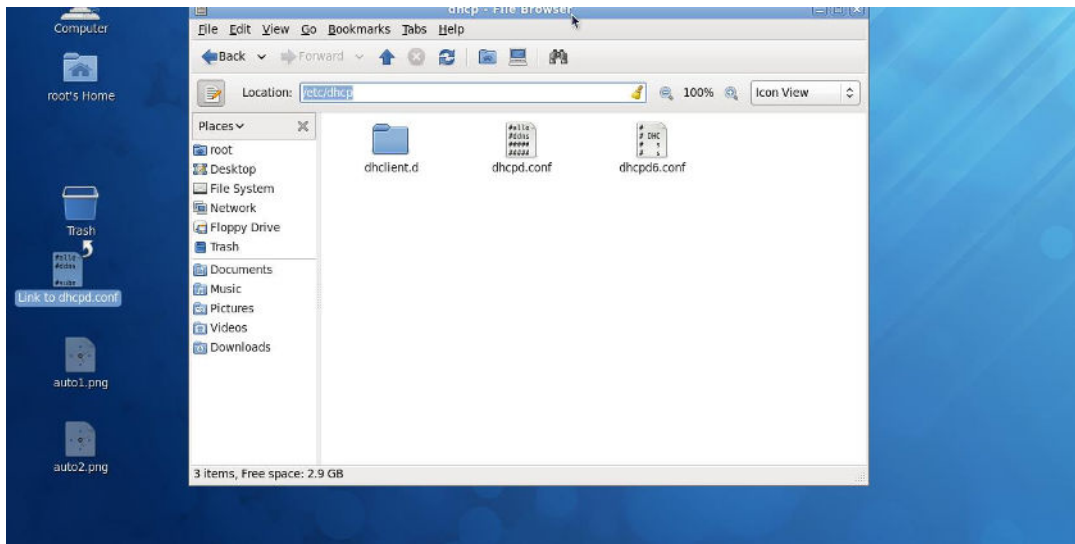 Computer
root's Home
Trash
Link to dhcpd.conf
auto1.png
auto2.png
dhcp - File Browser
File Edit View Go Bookmarks Tabs Help
Back Forward
Location: /etc/dhcp 100% Icon View
Places
root
Desktop
File System
Network
Floppy Drive
Trash
Documents
Music
Pictures
Videos
Downloads
dhclient.d
dhcpd.conf
dhcpd6.conf
3 items, Free space: 2.9 GB